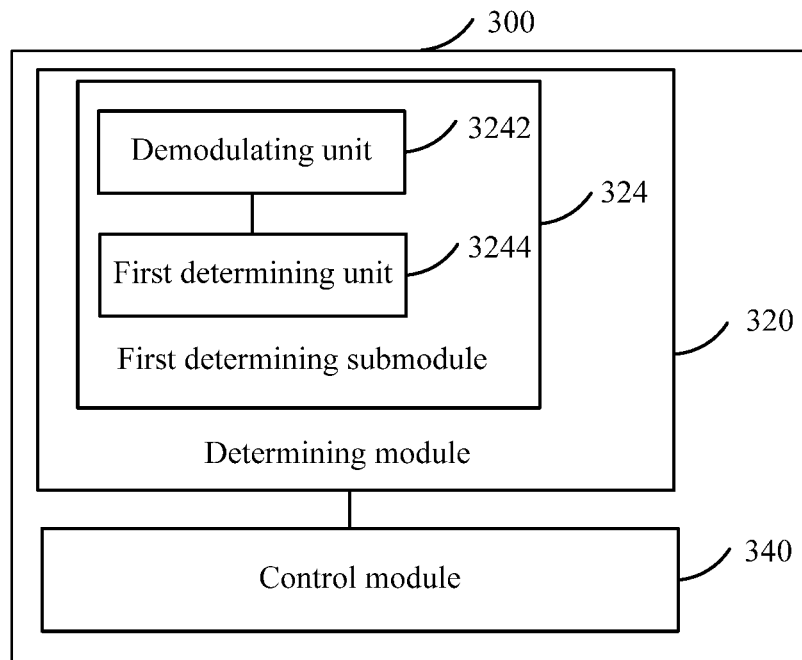 300
Demodulating unit
3242
324
First determining unit
3244
320
First determining submodule
Determining module
Control module
340